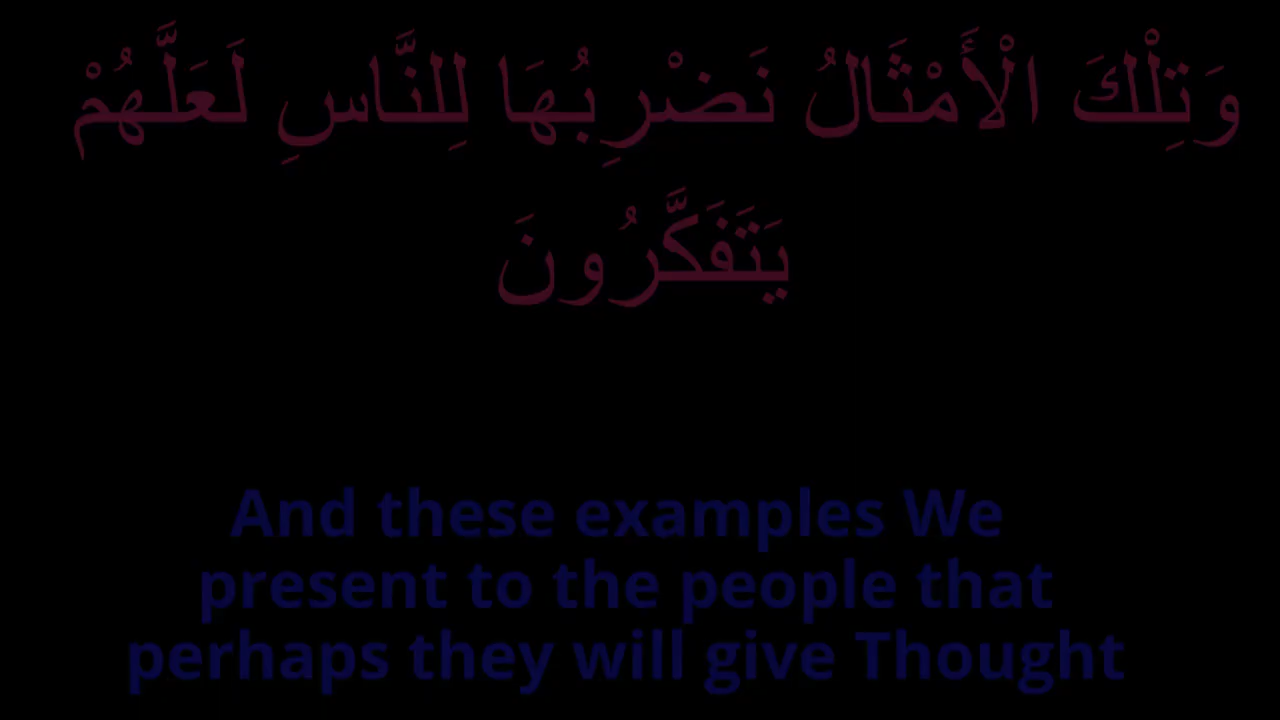 وَتِلْكَ الْأَمْثَالُ نَضْرِبُهَا لِلنَّاسِ لَعَلَّهُمْ
يَتَفَكَّرُونَ
And these examples We
present to the people that
perhaps they will give Thought